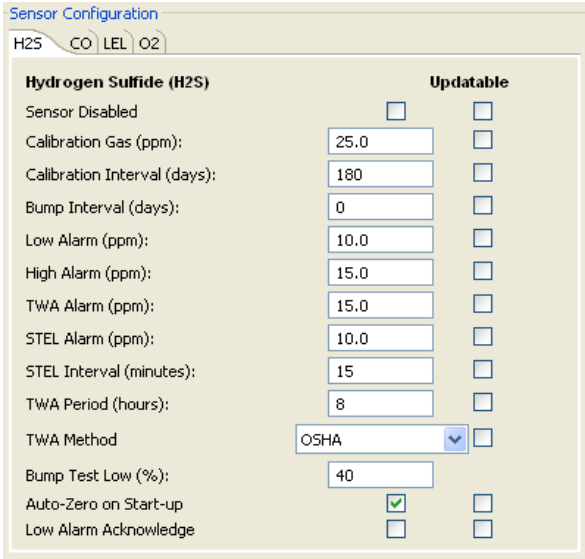 Sensor Configuration
H2S CO LEL O2
Hydrogen Sulfide (H2S) Updatable
Sensor Disabled
Calibration Gas (ppm): 25.0
Calibration Interval (days): 180
Bump Interval (days): 0
Low Alarm (ppm): 10.0
High Alarm (ppm): 15.0
TWA Alarm (ppm): 15.0
STEL Alarm (ppm): 10.0
STEL Interval (minutes): 15
TWA Period (hours): 8
TWA Method OSHA
Bump Test Low (%): 40
Auto-Zero on Start-up
Low Alarm Acknowledge